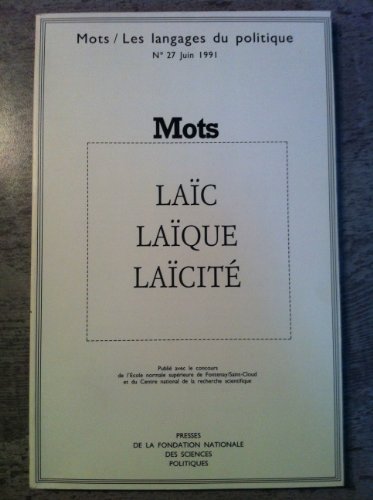 Mots / Les langages du politique
N° 27 Juin 1991
Mots
LAÏC
LAÏQUE
LAÏCITÉ
Publié avec le concours
de l'Ecole normale supérieure de Fontenay/Saint-Cloud
et du Centre national de la recherche scientifique
PRESSES
DE LA FONDATION NATIONALE
DES SCIENCES
POLITIQUES